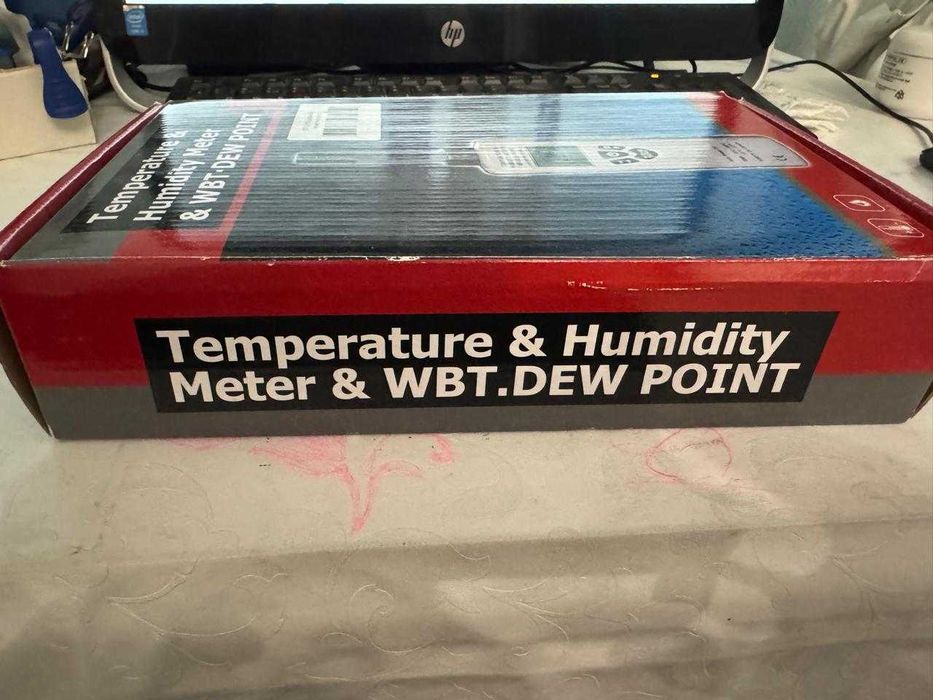 hp
Temperature &
Humidity Meter
& WBT.DEW POINT
Temperature & Humidity
Meter & WBT.DEW POINT